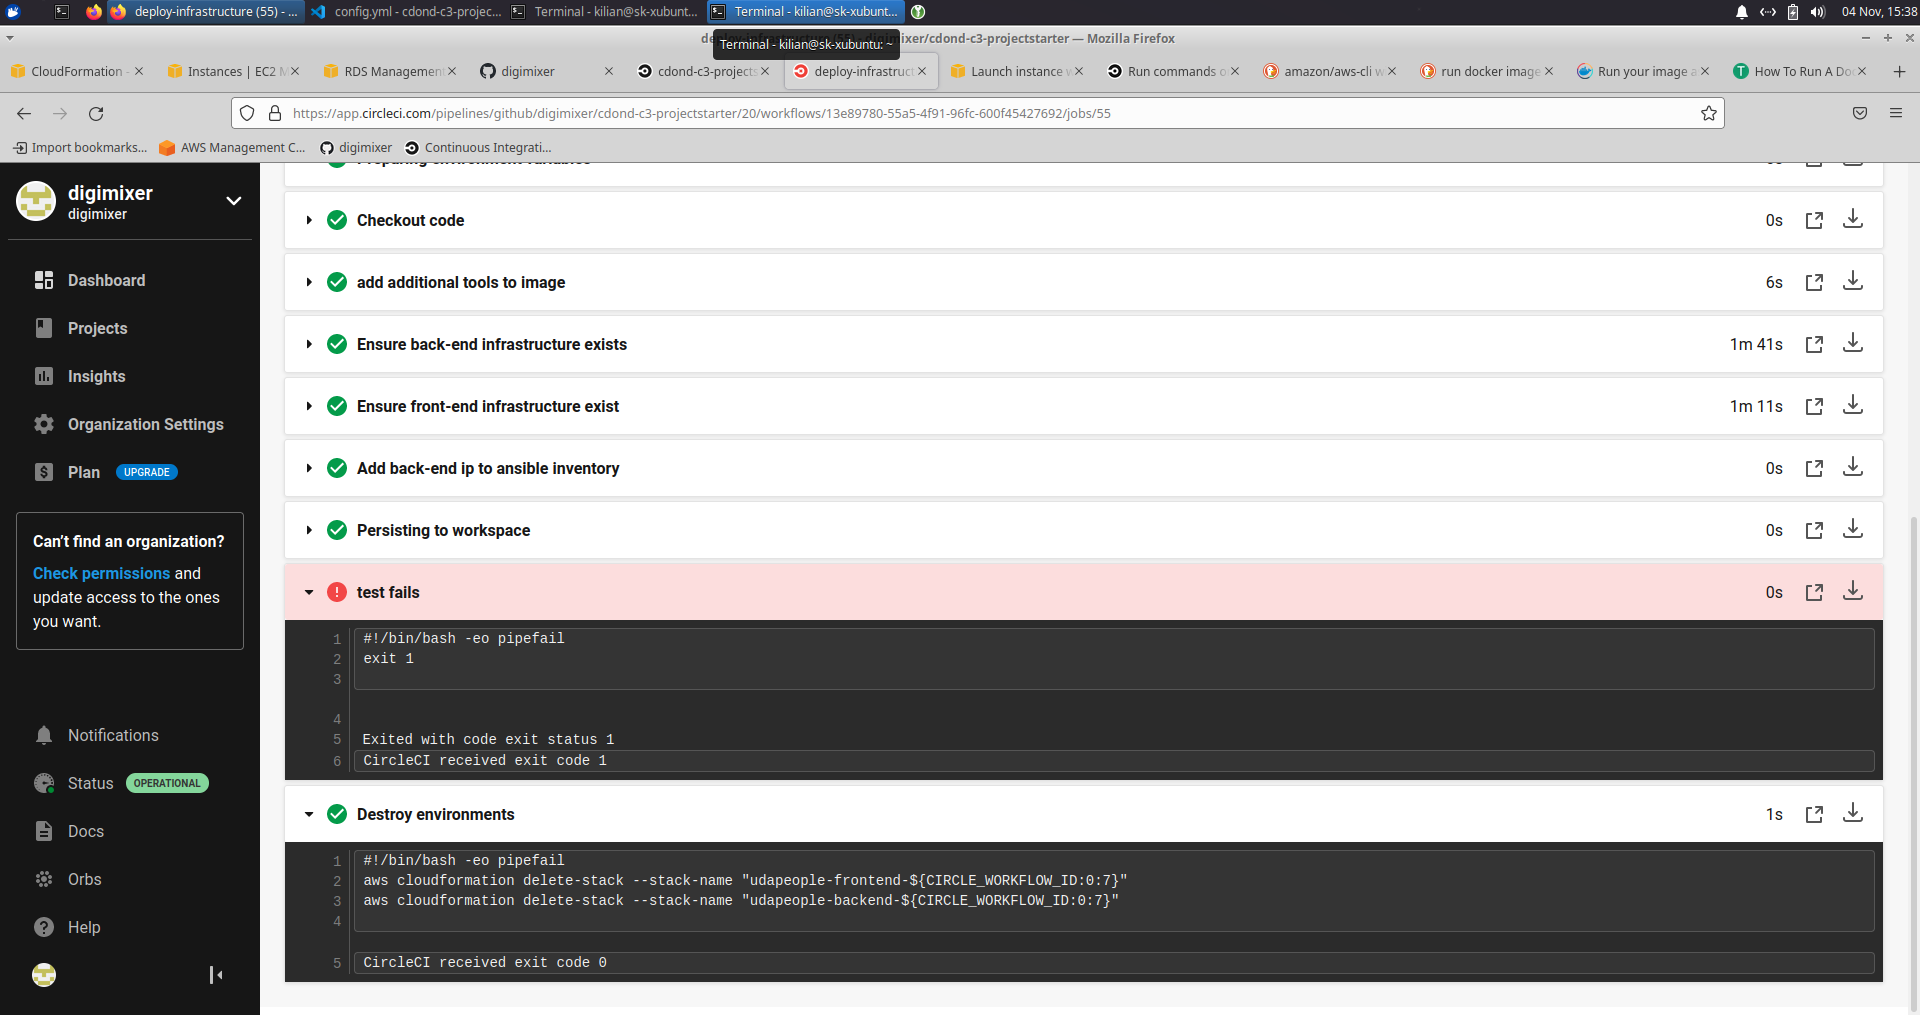 deploy-infrastructure (55) - ...
config.yml - cdond-c3-projec...
Terminal - kilian@sk-xubunt...
Terminal - kilian@sk-xubunt...
04 Nov, 15:38
digimixer/cdond-c3-projectstarter — Mozilla Firefox
Terminal - kilian@sk-xubuntu: ~
CloudFormation -
Instances | EC2 M
RDS Management
digimixer
cdond-c3-projects
deploy-infrastruct
Launch instance w
Run commands o
amazon/aws-cli w
run docker image
Run your image a
How To Run A Do
https://app.circleci.com/pipelines/github/digimixer/cdond-c3-projectstarter/20/workflows/13e89780-55a5-4f91-96fc-600f45427692/jobs/55
Import bookmarks...
AWS Management C...
digimixer
Continuous Integrati...
digimixer
digimixer
Dashboard
Projects
Insights
Organization Settings
Plan
UPGRADE
Can't find an organization?
Check permissions and
update access to the ones
you want.
Notifications
Status
OPERATIONAL
Docs
Orbs
Help
Preparing environment variables
Checkout code
0s
add additional tools to image
6s
Ensure back-end infrastructure exists
1m 41s
Ensure front-end infrastructure exist
1m 11s
Add back-end ip to ansible inventory
0s
Persisting to workspace
0s
test fails
0s
1 #!/bin/bash -eo pipefail
2 exit 1
3
4
5 Exited with code exit status 1
6 CircleCI received exit code 1
Destroy environments
1s
1 #!/bin/bash -eo pipefail
2 aws cloudformation delete-stack --stack-name "udapeople-frontend-${CIRCLE_WORKFLOW_ID:0:7}"
3 aws cloudformation delete-stack --stack-name "udapeople-backend-${CIRCLE_WORKFLOW_ID:0:7}"
4
5 CircleCI received exit code 0